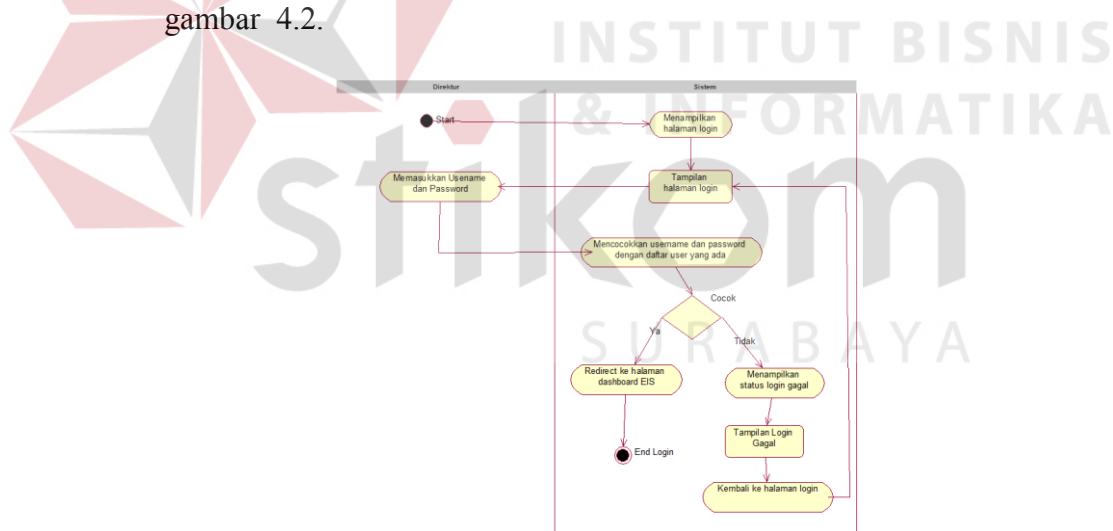 gambar 4.2.
INSTITUT BISNIS
& INFORMATIKA
stikom
SURABAYA
Direktur
Sistem
Start
Menampilkan
halaman login
Tampilan
halaman login
Memasukkan Usename
dan Password
Mencocokkan username dan password
dengan daftar user yang ada
Cocok
Ya
Tidak
Redirect ke halaman
dashboard EIS
Menampilkan
status login gagal
Tampilan Login
Gagal
End Login
Kembali ke halaman login